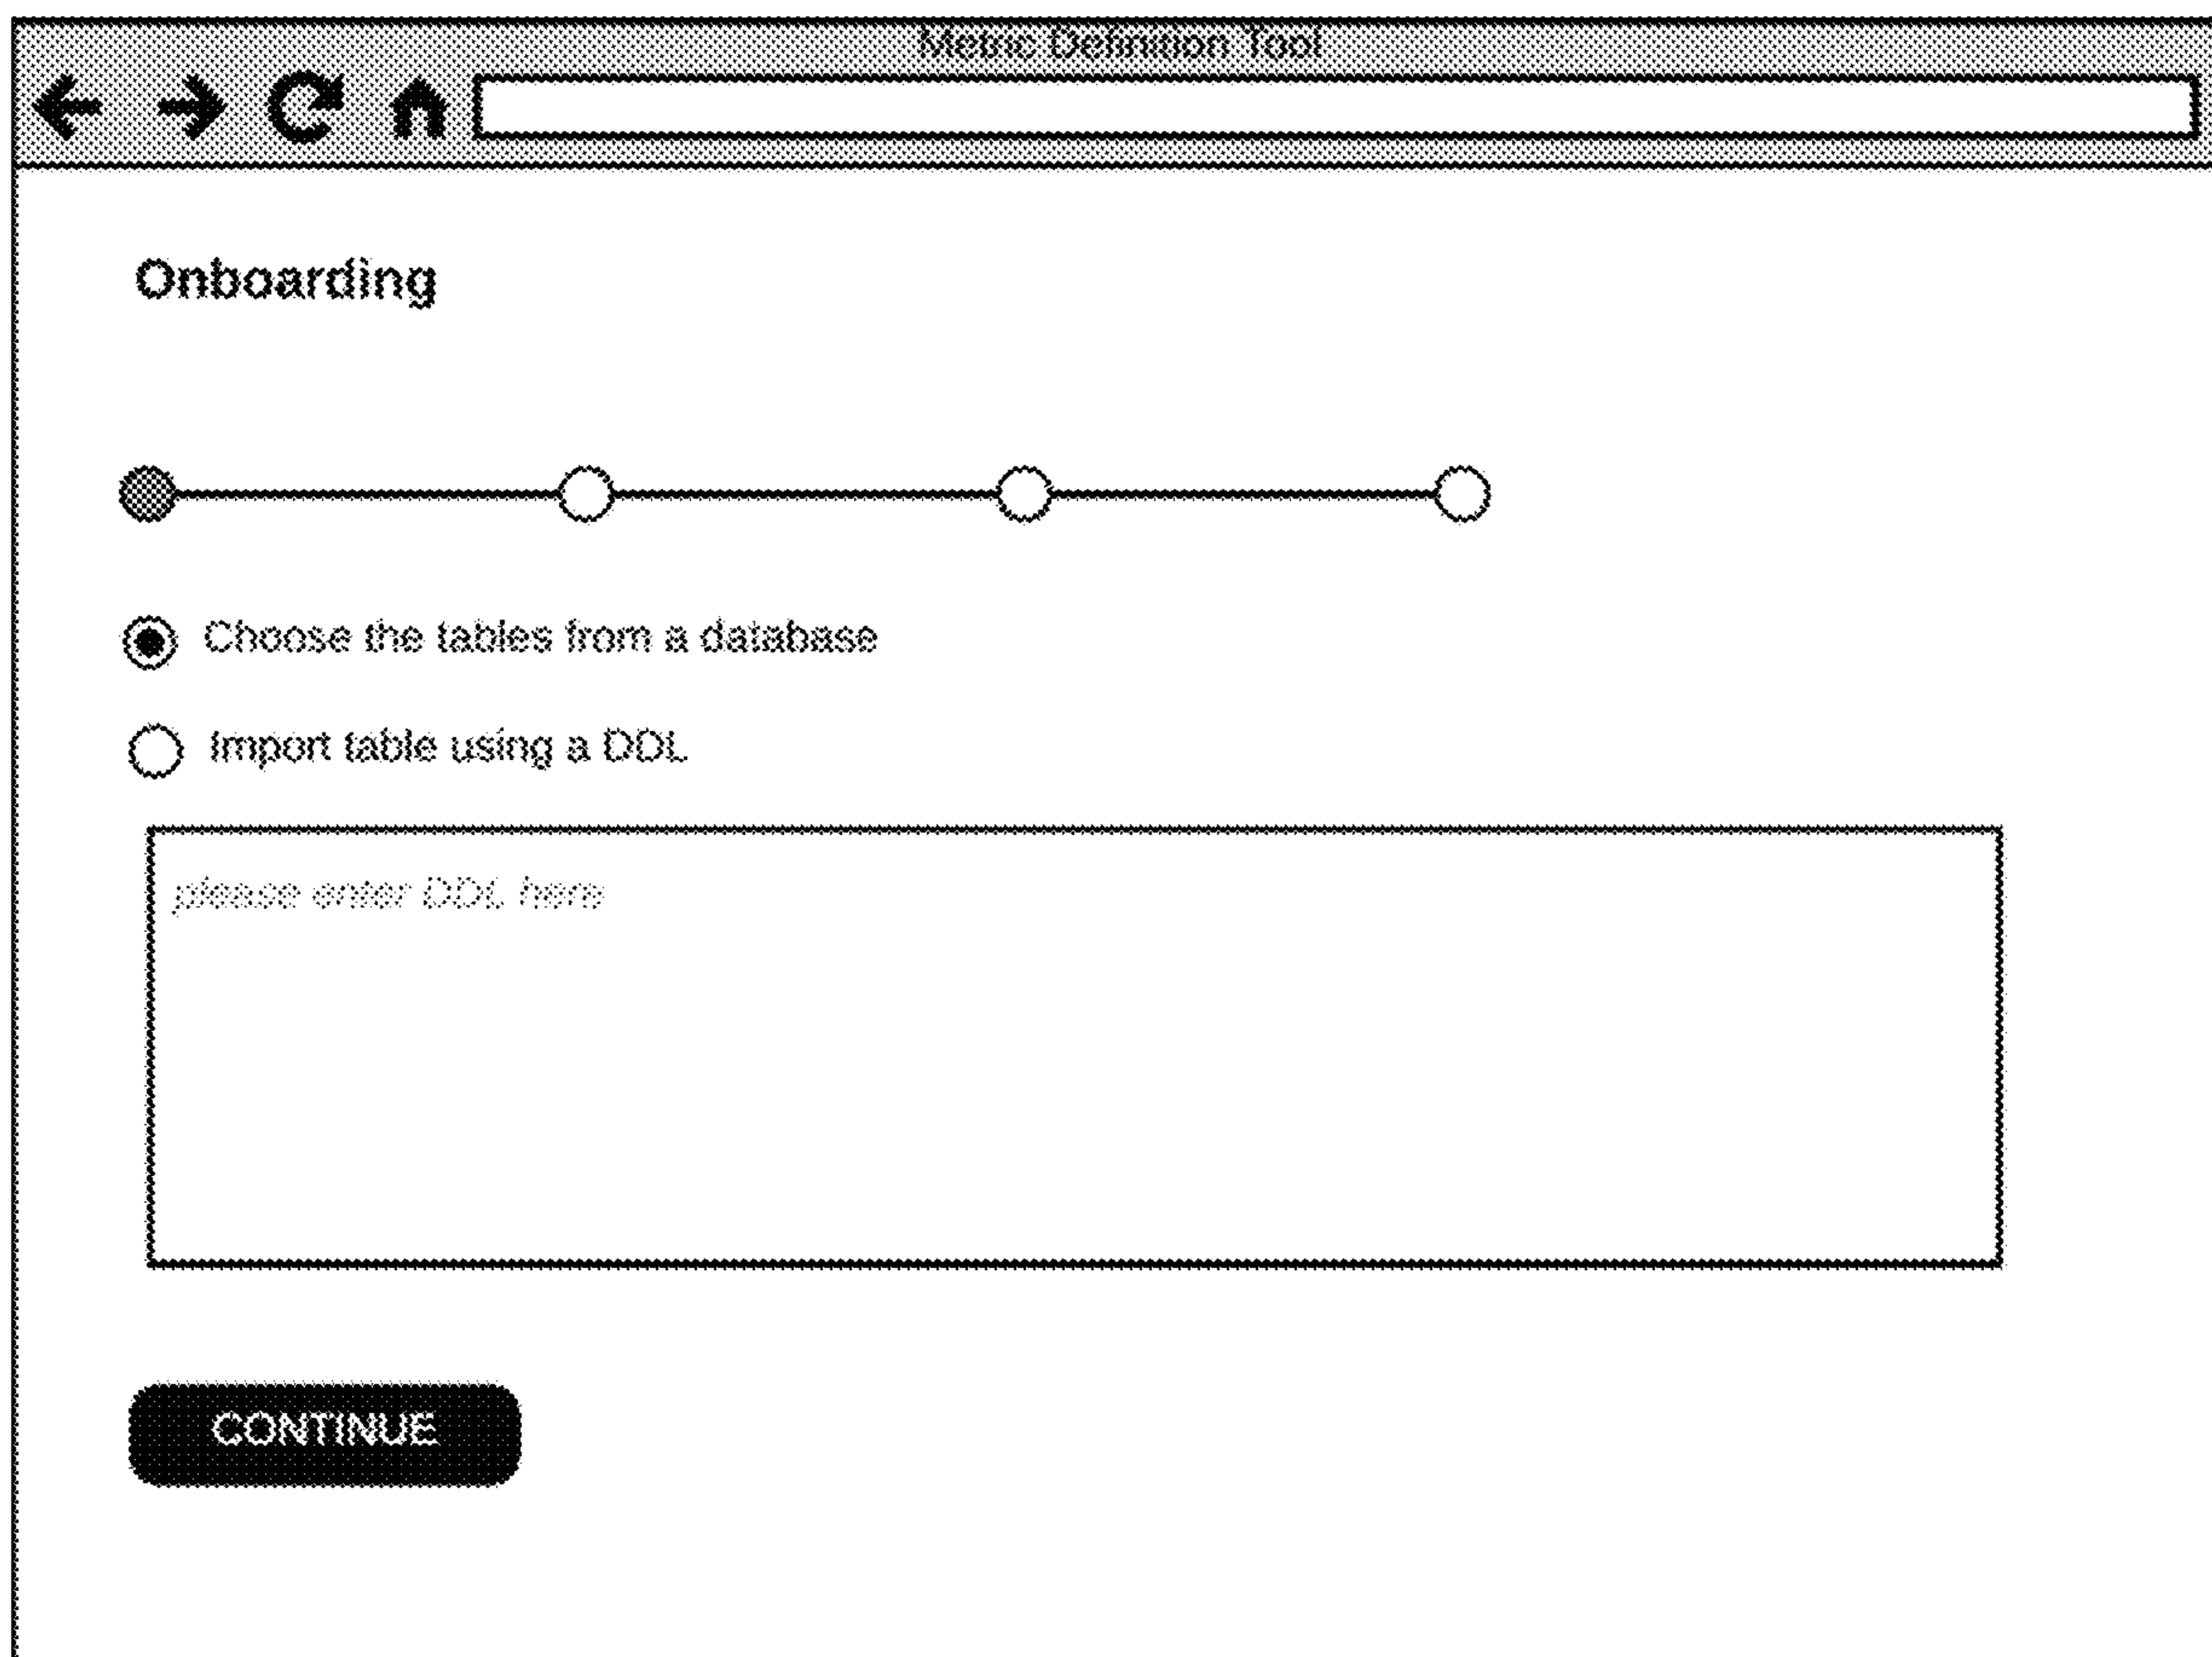 Metric Definition Tool
Onboarding
Choose the tables from a database
Import table using a DDL
please enter DDL here
CONTINUE